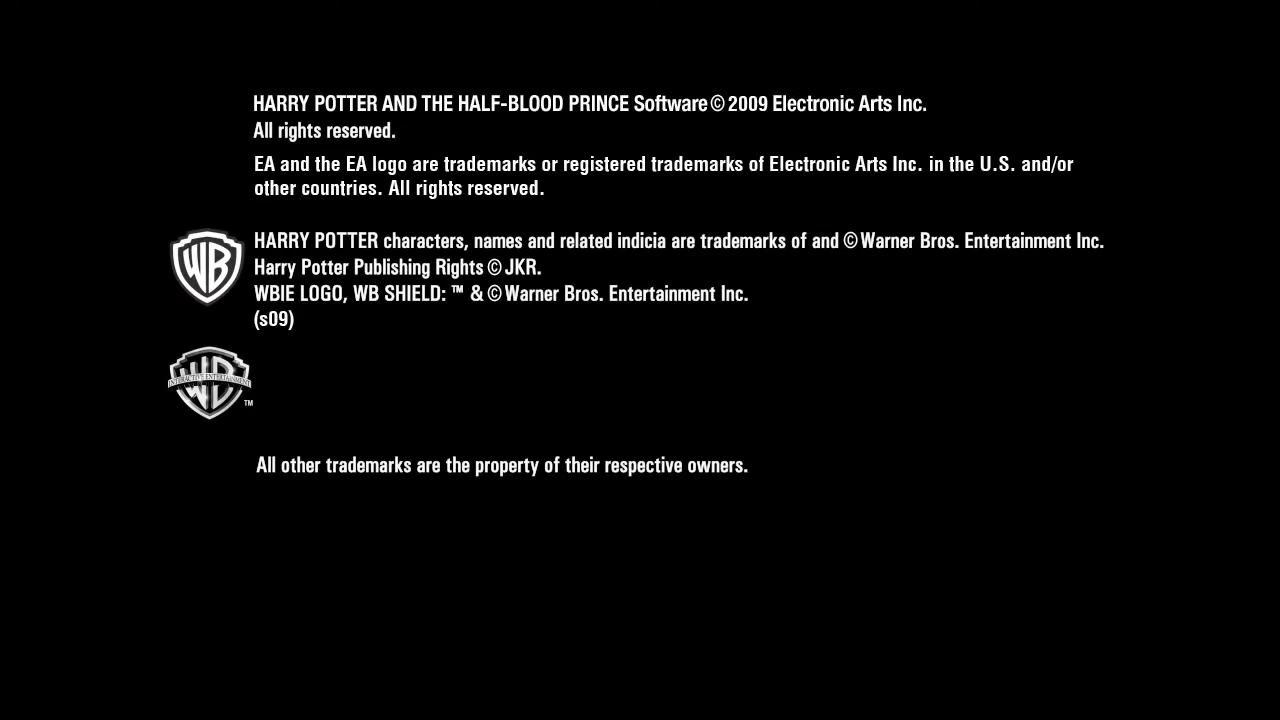 HARRY POTTER AND THE HALF-BLOOD PRINCE Software © 2009 Electronic Arts Inc.
All rights reserved.
EA and the EA logo are trademarks or registered trademarks of Electronic Arts Inc. in the U.S. and/or
other countries. All rights reserved.
WB
HARRY POTTER characters, names and related indicia are trademarks of and © Warner Bros. Entertainment Inc.
Harry Potter Publishing Rights © JKR.
WBIE LOGO, WB SHIELD: ™ & © Warner Bros. Entertainment Inc.
(s09)
WB
INTERACTIVE ENTERTAINMENT
TM
All other trademarks are the property of their respective owners.